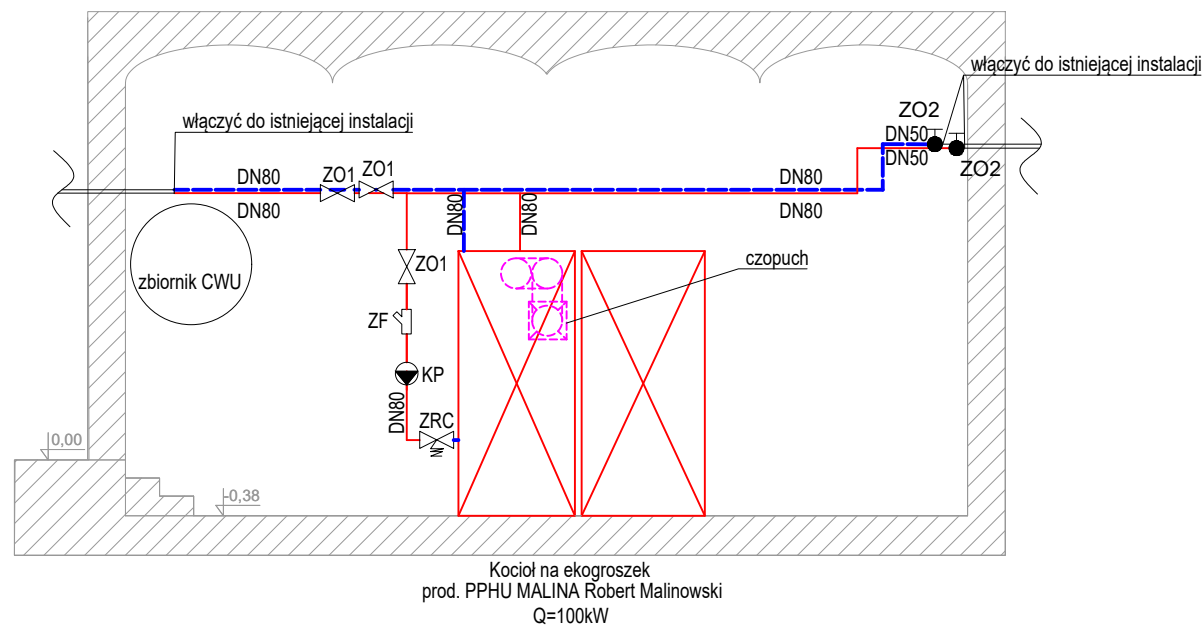 włączyć do istniejącej instalacji
ZO2
włączyć do istniejącej instalacji
DN50
DN50
ZO2
ZO1
ZO1
DN80
DN80
DN80
DN80
DN80
DN80
zbiornik CWU
ZO1
czopuch
ZF
KP
DN80
ZRC
0,00
-0,38
Kocioł na ekogroszek
prod. PPHU MALINA Robert Malinowski
Q=100kW